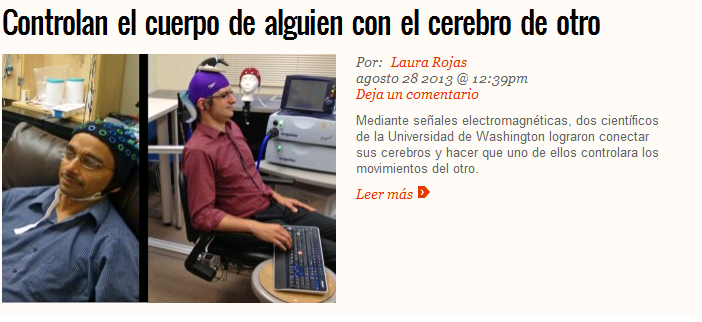 Controlan el cuerpo de alguien con el cerebro de otro
Por: Laura Rojas
agosto 28 2013 @ 12:39pm
Deja un comentario
Mediante señales electromagnéticas, dos científicos
de la Universidad de Washington lograron conectar
sus cerebros y hacer que uno de ellos controlara los
movimientos del otro.
Leer más